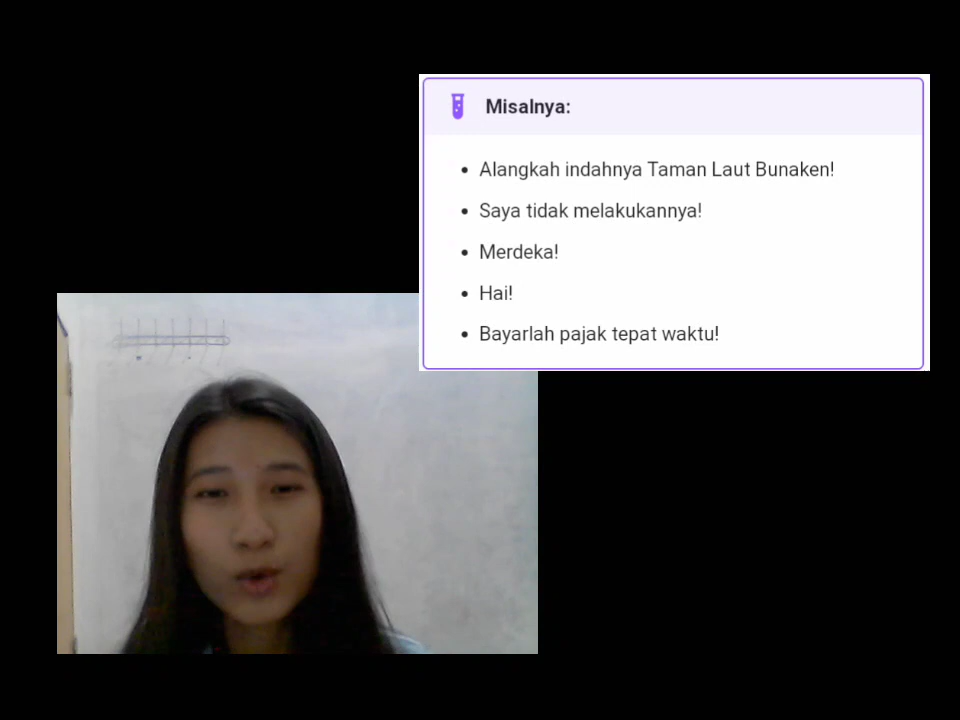 Misalnya:
Alangkah indahnya Taman Laut Bunaken!
Saya tidak melakukannya!
Merdeka!
Hai!
Bayarlah pajak tepat waktu!